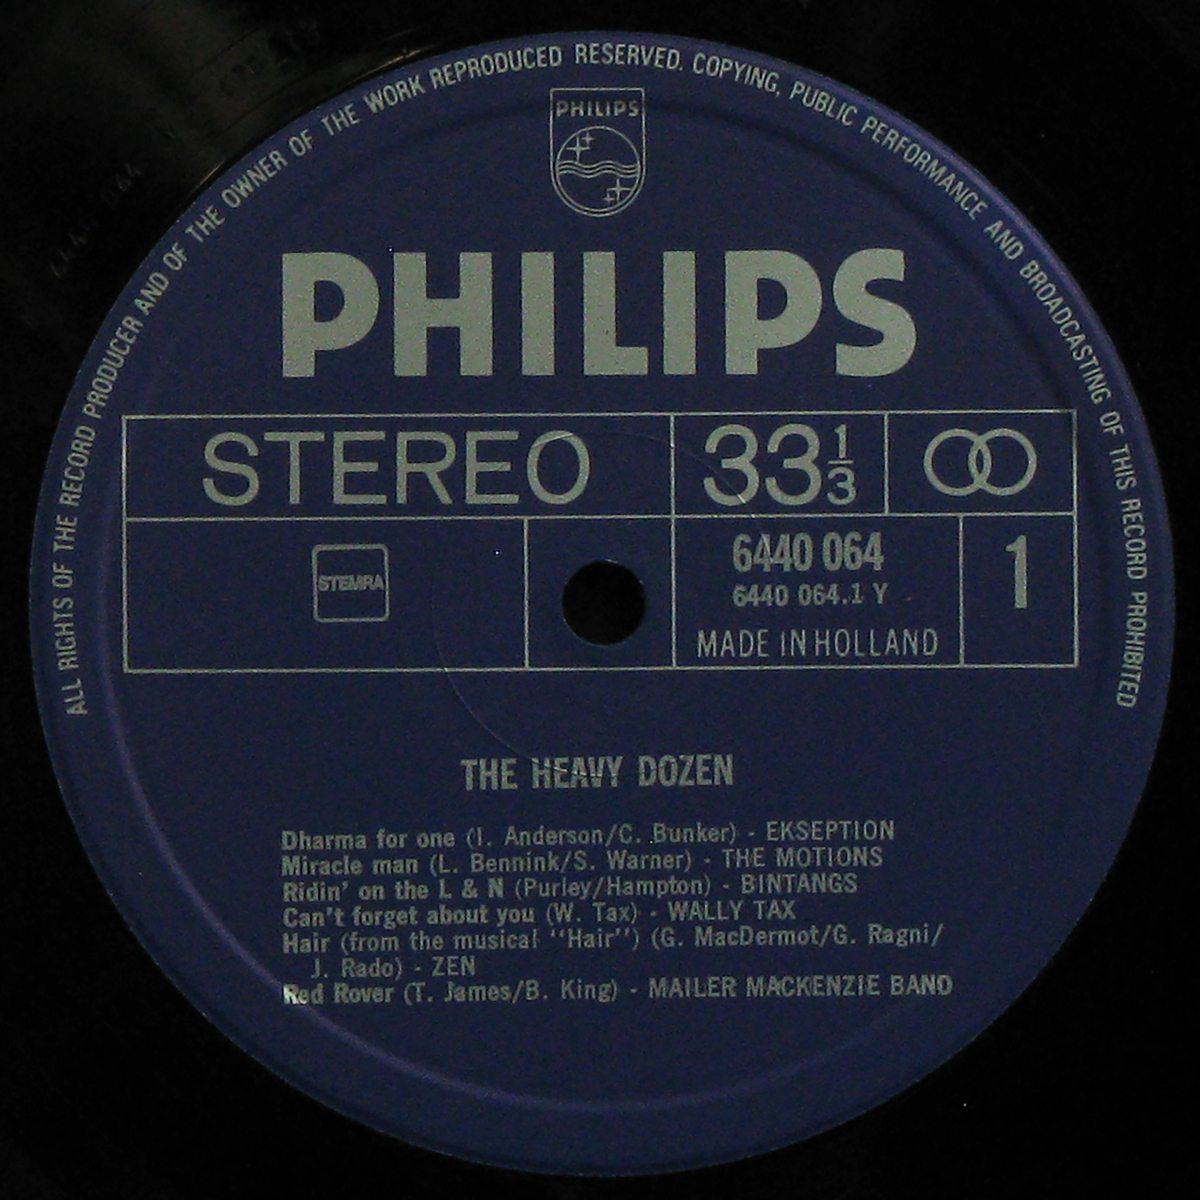 ALL RIGHTS OF THE RECORD PRODUCER AND OF THE OWNER OF THE WORK REPRODUCED RESERVED. COPYING, PUBLIC PERFORMANCE AND BROADCASTING OF THIS RECORD PROHIBITED
PHILIPS
PHILIPS
STEREO 33 1/3
STEMRA
6440 064
6440 064.1 Y
MADE IN HOLLAND
1
THE HEAVY DOZEN
Dharma for one (I. Anderson/C. Bunker) - EKSEPTION
Miracle man (L. Bennink/S. Warner) - THE MOTIONS
Ridin' on the L & N (Purley/Hampton) - BINTANGS
Can't forget about you (W. Tax) - WALLY TAX
Hair (from the musical "Hair") (G. MacDermot/G. Ragni/
J. Rado) - ZEN
Red Rover (T. James/B. King) - MAILER MACKENZIE BAND